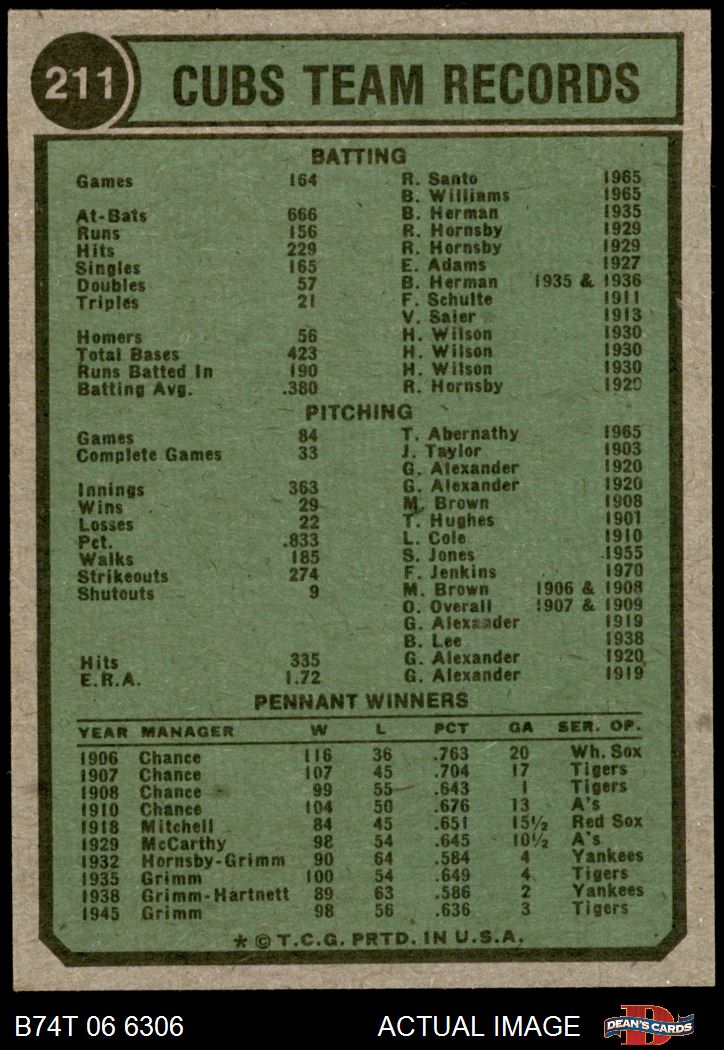 211 CUBS TEAM RECORDS
BATTING
Games 164 R. Santo 1965
B. Williams 1965
At-Bats 666 B. Herman 1935
Runs 156 R. Hornsby 1929
Hits 229 R. Hornsby 1929
Singles 165 E. Adams 1927
Doubles 57 B. Herman 1935 & 1936
Triples 21 F. Schulte 1911
V. Saier 1913
Homers 56 H. Wilson 1930
Total Bases 423 H. Wilson 1930
Runs Batted In 190 H. Wilson 1930
Batting Avg. .380 R. Hornsby 1929
PITCHING
Games 84 T. Abernathy 1965
Complete Games 33 J. Taylor 1903
G. Alexander 1920
Innings 363 G. Alexander 1920
Wins 29 M. Brown 1908
Losses 22 T. Hughes 1901
Pct. .833 L. Cole 1910
Walks 185 S. Jones 1955
Strikeouts 274 F. Jenkins 1970
Shutouts 9 M. Brown 1906 & 1908
O. Overall 1907 & 1909
G. Alexander 1919
B. Lee 1938
Hits 335 G. Alexander 1920
E.R.A. 1.72 G. Alexander 1919
PENNANT WINNERS
YEAR MANAGER W L PCT GA SER. OP.
1906 Chance 116 36 .763 20 Wh. Sox
1907 Chance 107 45 .704 17 Tigers
1908 Chance 99 55 .643 1 Tigers
1910 Chance 104 50 .676 13 A's
1918 Mitchell 84 45 .651 15½ Red Sox
1929 McCarthy 98 54 .645 10½ A's
1932 Hornsby-Grimm 90 64 .584 4 Yankees
1935 Grimm 100 54 .649 4 Tigers
1938 Grimm-Hartnett 89 63 .586 2 Yankees
1945 Grimm 98 56 .636 3 Tigers
* © T.C.G. PRTD. IN U.S.A.
B74T 06 6306 ACTUAL IMAGE DEAN'S CARDS